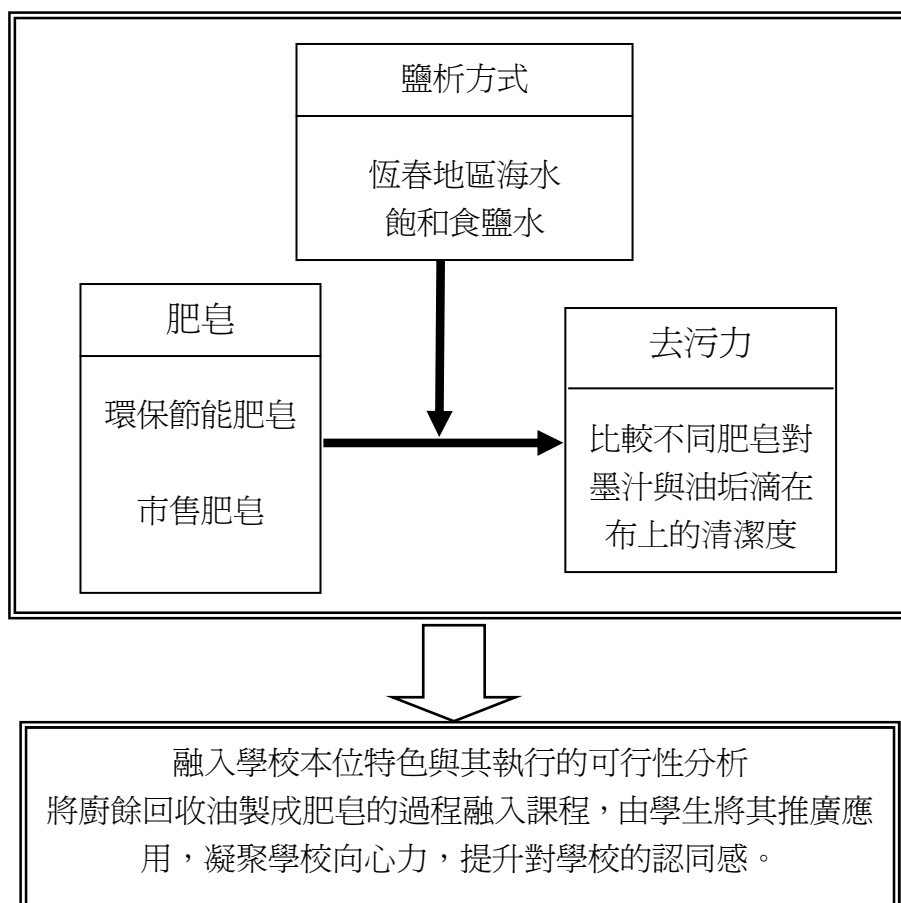 鹽析方式
恆春地區海水
飽和食鹽水
肥皂
環保節能肥皂
市售肥皂
去污力
比較不同肥皂對
墨汁與油垢滴在
布上的清潔度
融入學校本位特色與其執行的可行性分析
將廚餘回收油製成肥皂的過程融入課程，由學生將其推廣應
用，凝聚學校向心力，提升對學校的認同感。